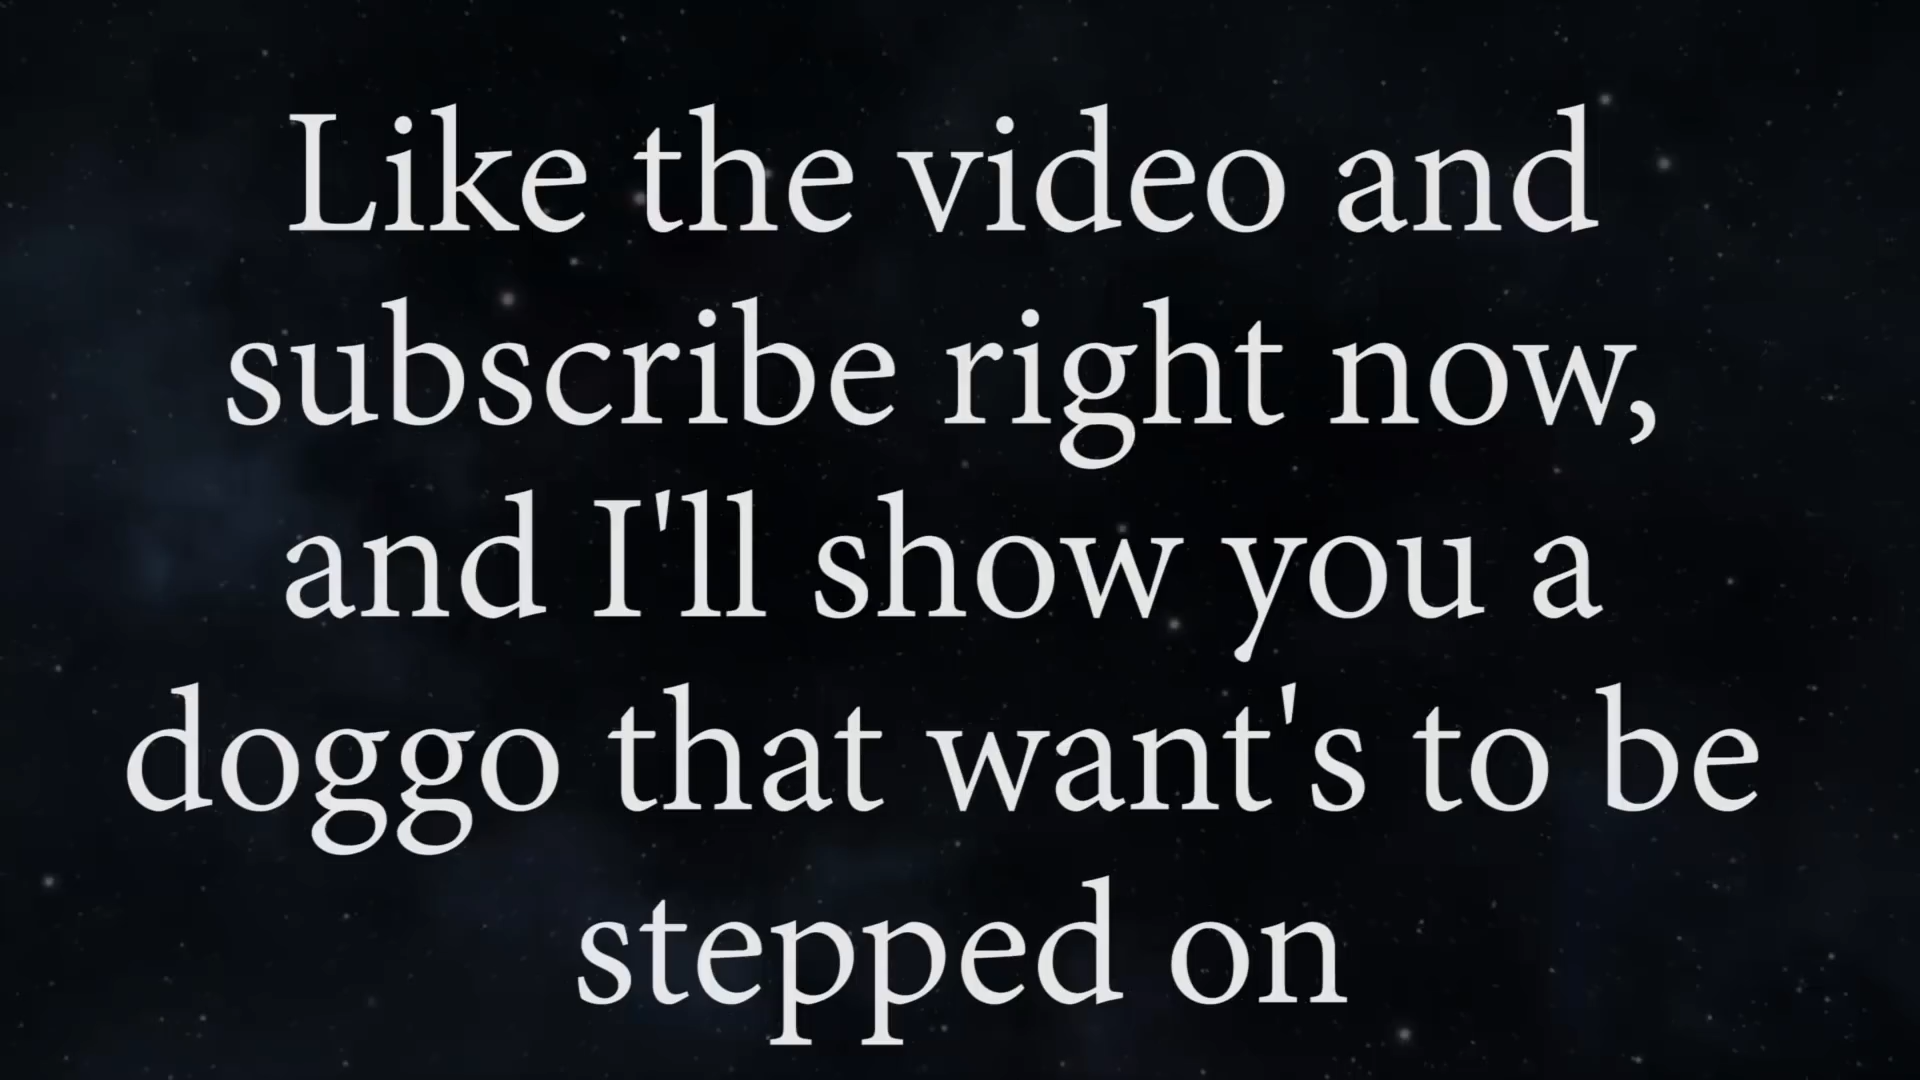 Like the video and
subscribe right now,
and I'll show you a
doggo that want's to be
stepped on